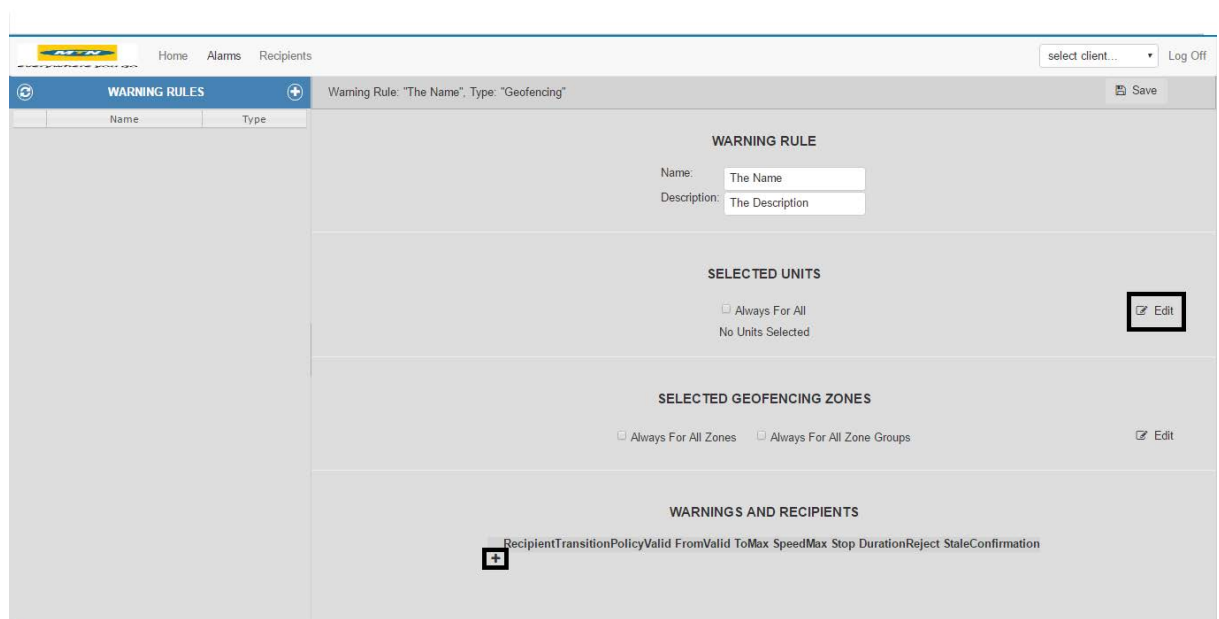 MTN Home Alarms Recipients select client... Log Off
WARNING RULES
Name Type
Warning Rule: "The Name", Type: "Geofencing" Save
WARNING RULE
Name: The Name
Description: The Description
SELECTED UNITS
Always For All
No Units Selected
Edit
SELECTED GEOFENCING ZONES
Always For All Zones Always For All Zone Groups Edit
WARNINGS AND RECIPIENTS
RecipientTransitionPolicyValid FromValid ToMax SpeedMax Stop DurationReject StaleConfirmation
+